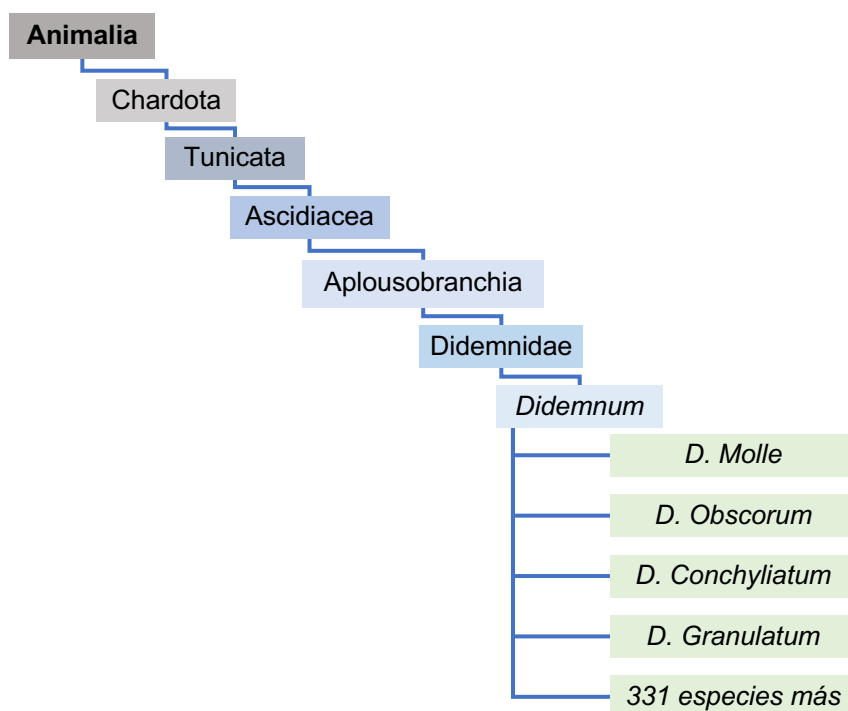 Animalia
Chardota
Tunicata
Ascidiacea
Aplousobranchia
Didemnidae
Didemnum
D. Molle
D. Obscorum
D. Conchyliatum
D. Granulatum
331 especies más